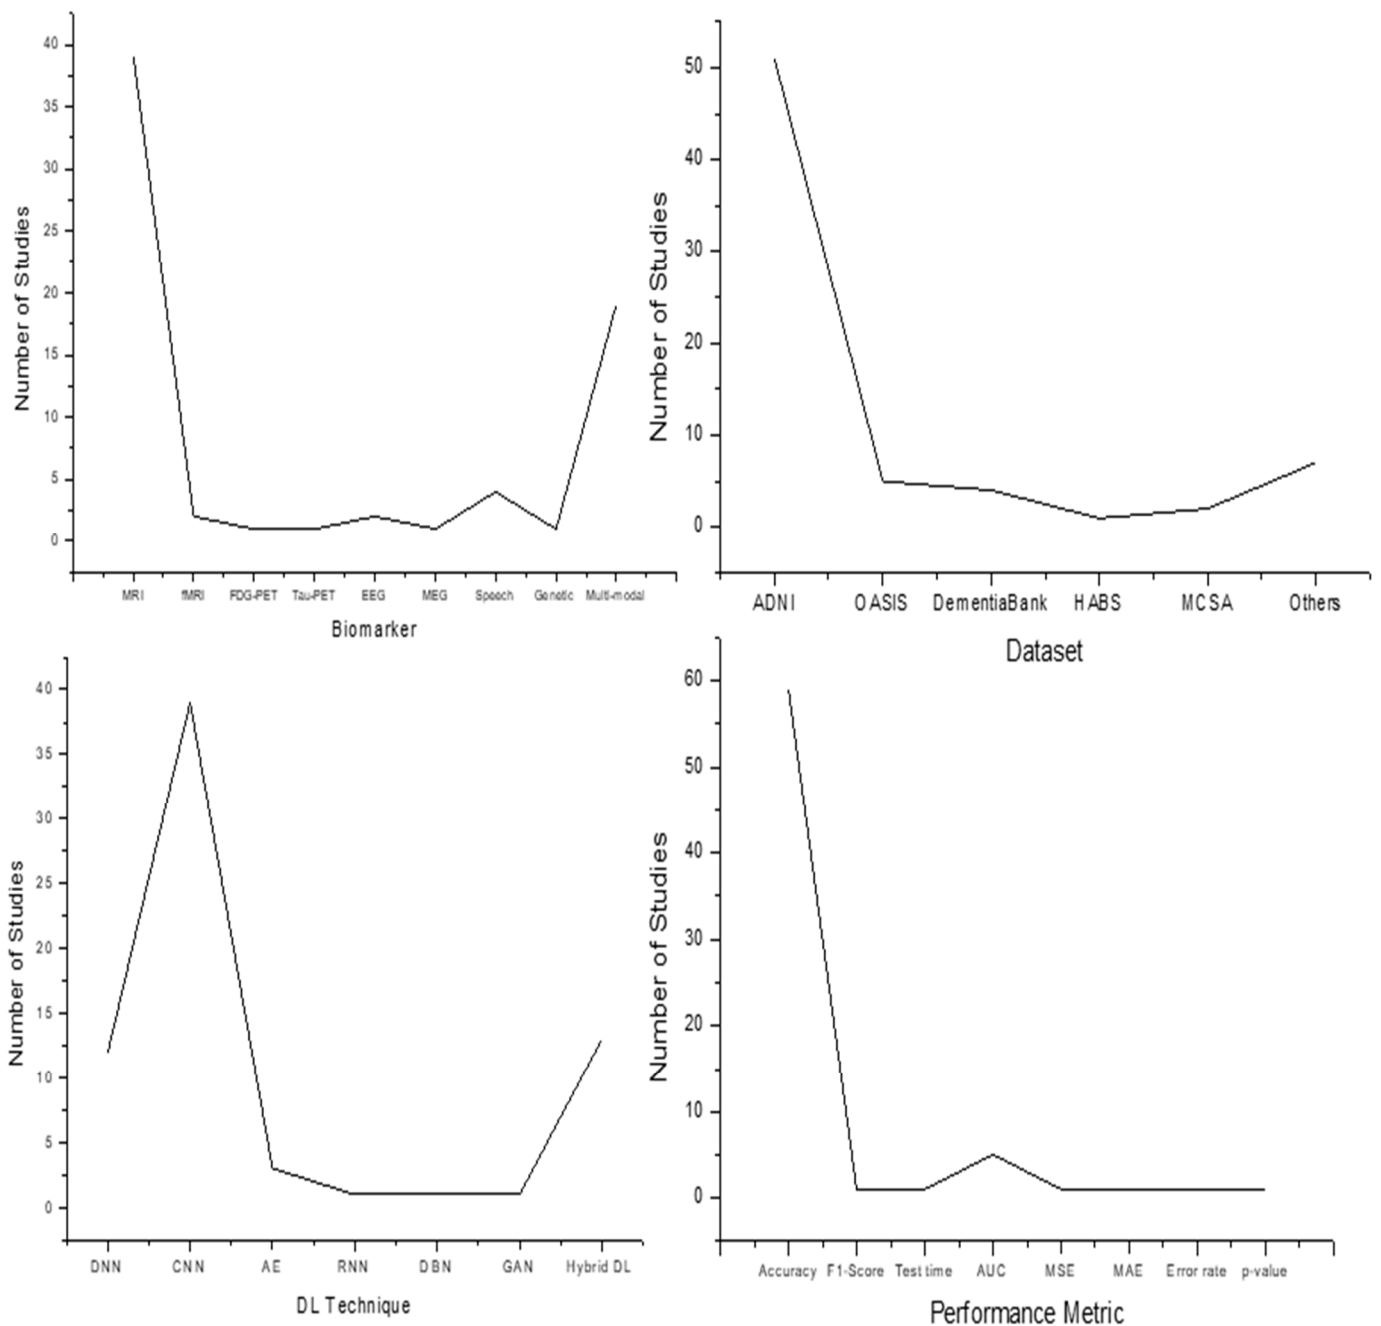 Number of Studies
40
35
30
25
20
15
10
5
0
MRI fMRI FDG-PET Tau-PET EEG MEG Speech Genetic Multi-modal
Biomarker
Number of Studies
50
40
30
20
10
0
ADNI OASIS DementiaBank HABS MCSA Others
Dataset
Number of Studies
40
35
30
25
20
15
10
5
0
DNN CNN AE RNN DBN GAN Hybrid DL
DL Technique
Number of Studies
60
50
40
30
20
10
0
Accuracy F1-Score Test time AUC MSE MAE Error rate p-value
Performance Metric